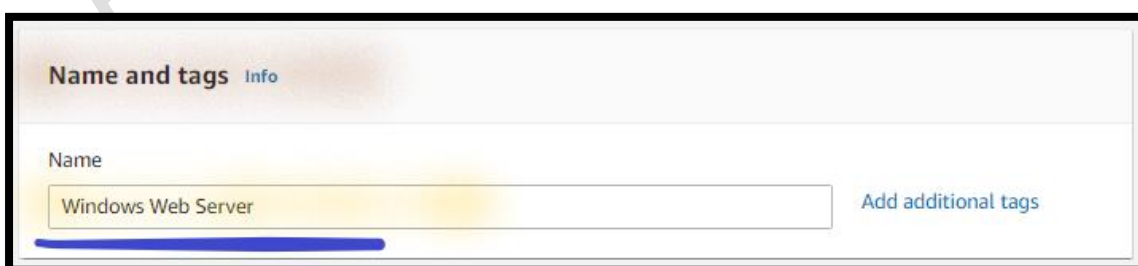 Name and tags Info
Name
Windows Web Server
Add additional tags